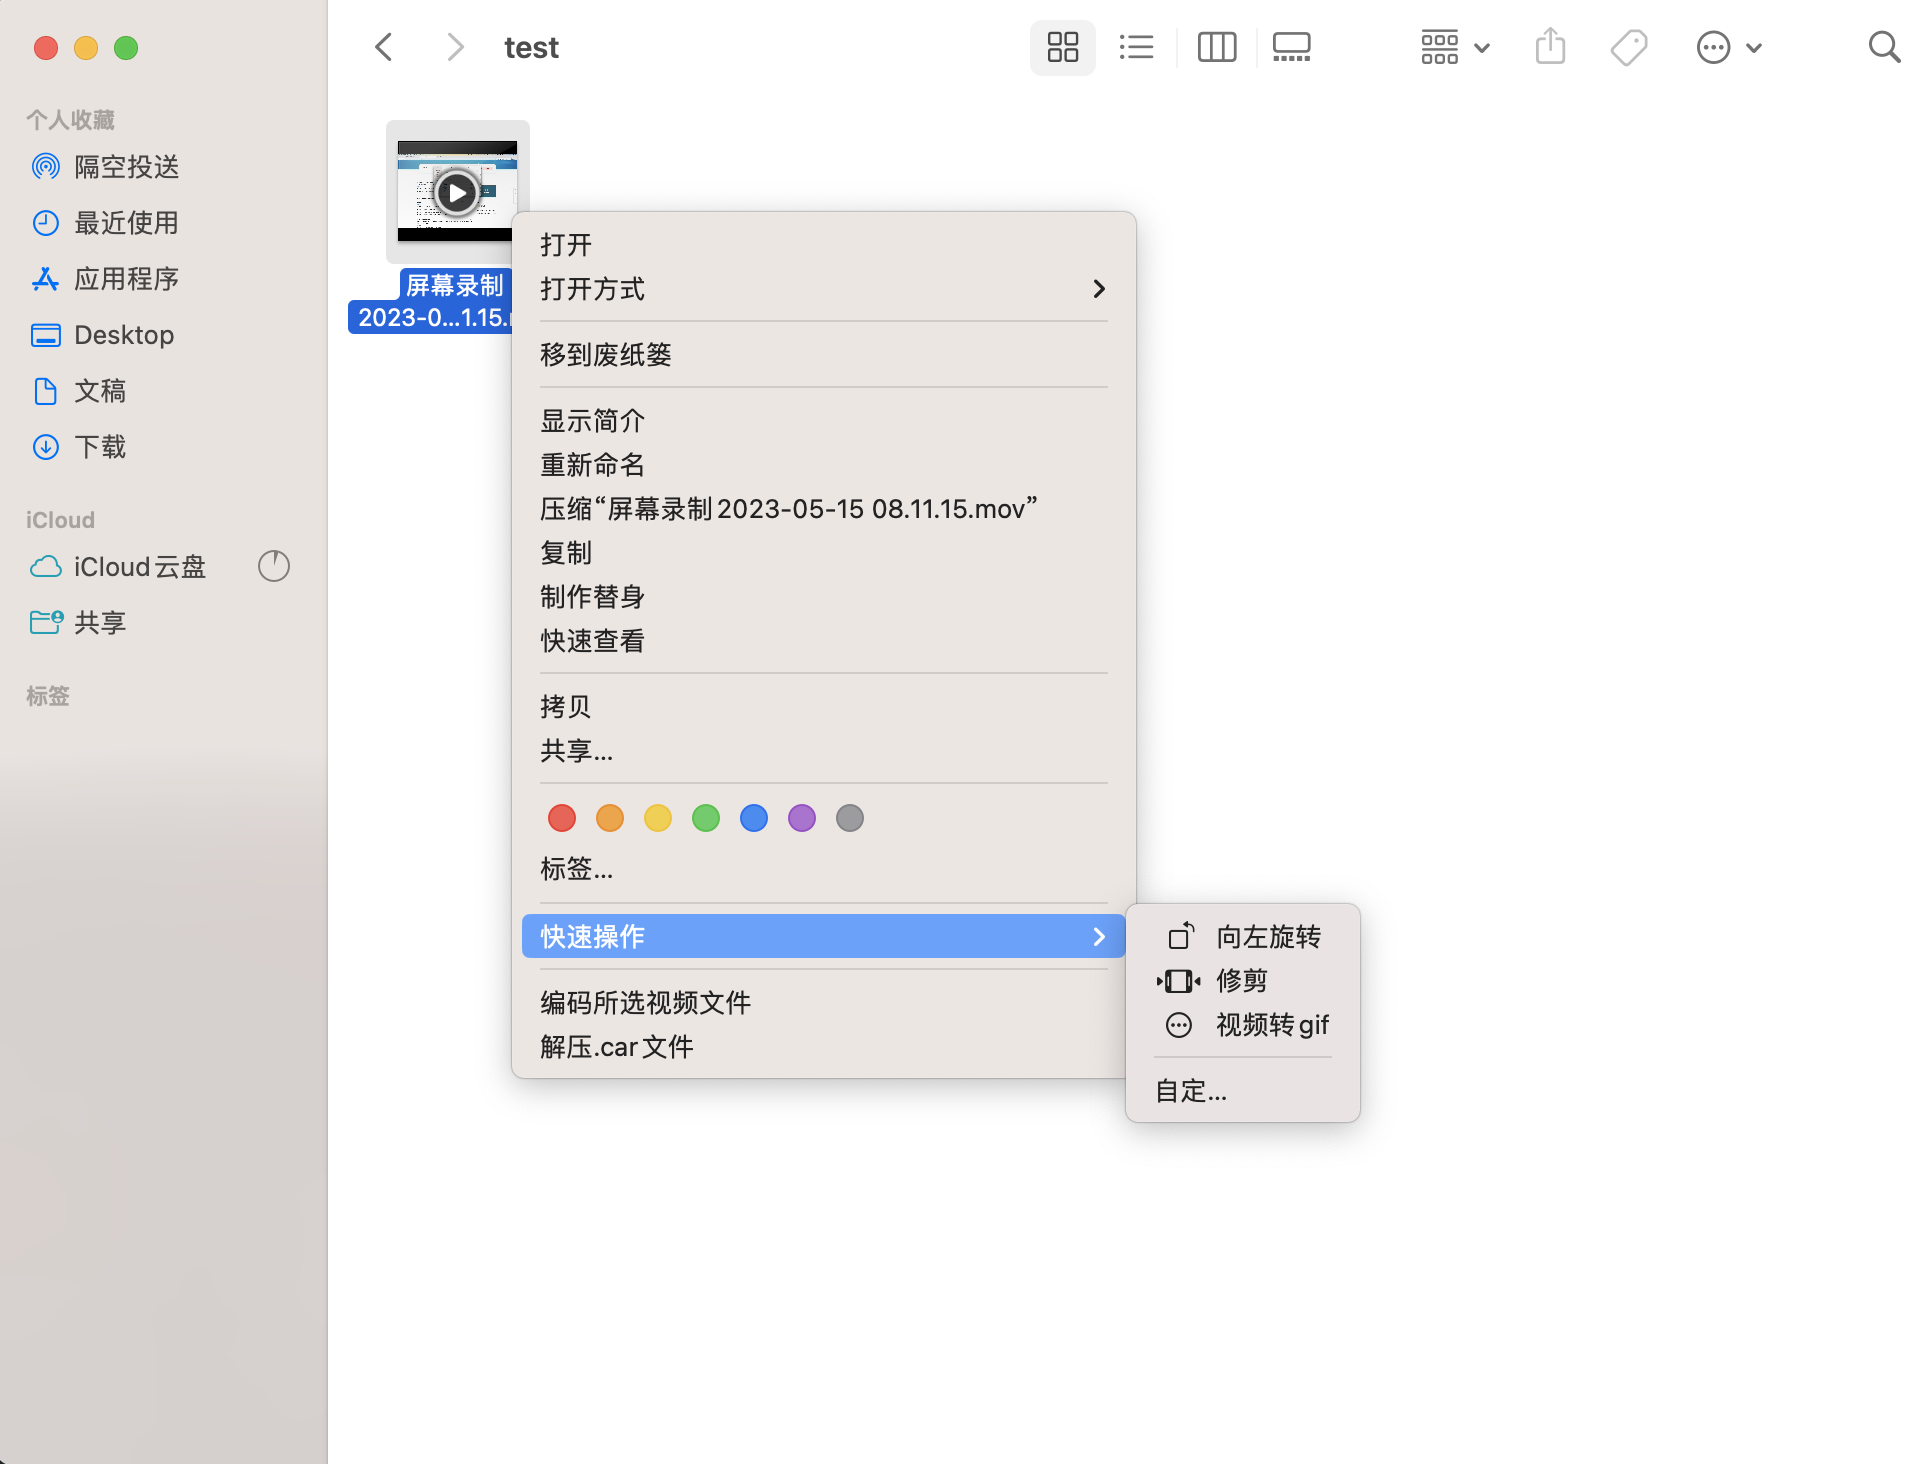 test
个人收藏
隔空投送
最近使用
应用程序
Desktop
文稿
下载
iCloud
iCloud云盘
共享
标签
屏幕录制
2023-0...1.15.
打开
打开方式
移到废纸篓
显示简介
重新命名
压缩“屏幕录制2023-05-15 08.11.15.mov”
复制
制作替身
快速查看
拷贝
共享...
标签...
快速操作
编码所选视频文件
解压.car文件
向左旋转
修剪
视频转gif
自定...